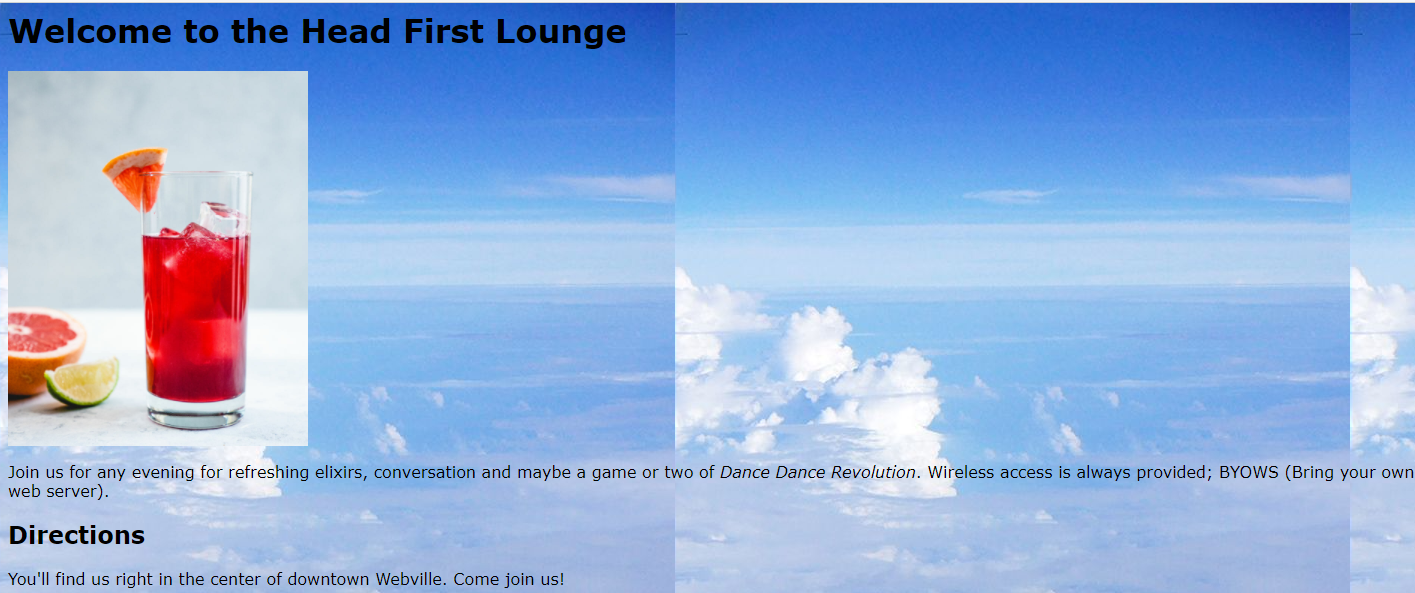 Welcome to the Head First Lounge
Join us for any evening for refreshing elixirs, conversation and maybe a game or two of Dance Dance Revolution. Wireless access is always provided; BYOWS (Bring your own
web server).
Directions
You'll find us right in the center of downtown Webville. Come join us!